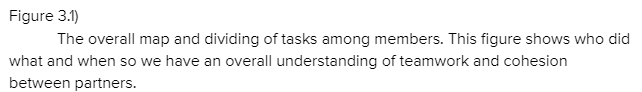 Figure 3.1)
The overall map and dividing of tasks among members. This figure shows who did
what and when so we have an overall understanding of teamwork and cohesion
between partners.